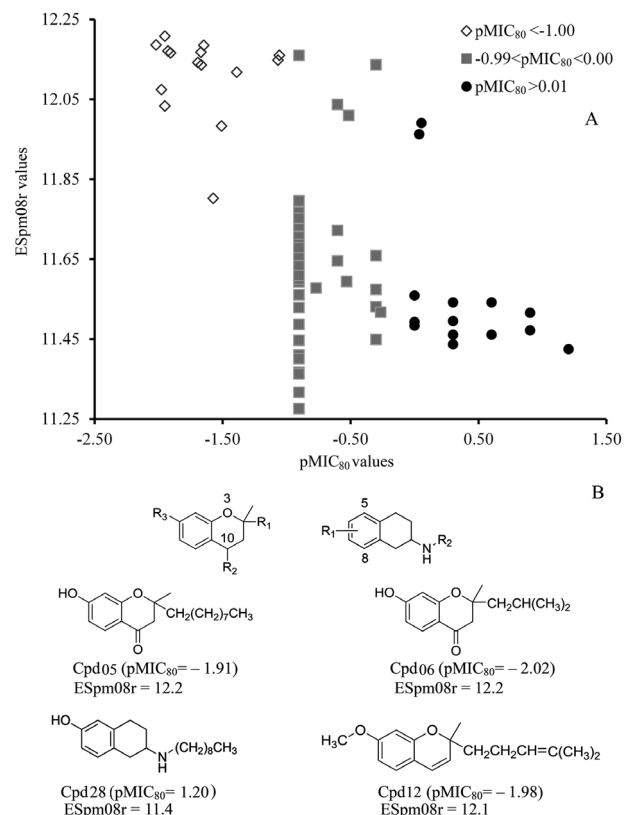 12.25
12.05
11.85
11.65
11.45
11.25
ESpm08r values
-2.50
-1.50
-0.50
0.50
1.50
pMIC₈₀ values
pMIC₈₀ <-1.00
-0.99<pMIC₈₀<0.00
pMIC₈₀>0.01
A
B
3
O
R₃
R₁
10
R₂
5
R₁
8
N
H
R₂
HO
O
CH₂(CH₂)₇CH₃
O
Cpd05 (pMIC₈₀= – 1.91)
ESpm08r = 12.2
HO
O
CH₂CH(CH₃)₂
O
Cpd06 (pMIC₈₀= – 2.02)
ESpm08r = 12.2
HO
N
H
(CH₂)₈CH₃
Cpd28 (pMIC₈₀= 1.20)
ESpm08r = 11.4
H₃CO
O
CH₂CH₂CH=C(CH₃)₂
Cpd12 (pMIC₈₀= – 1.98)
ESpm08r = 12.1